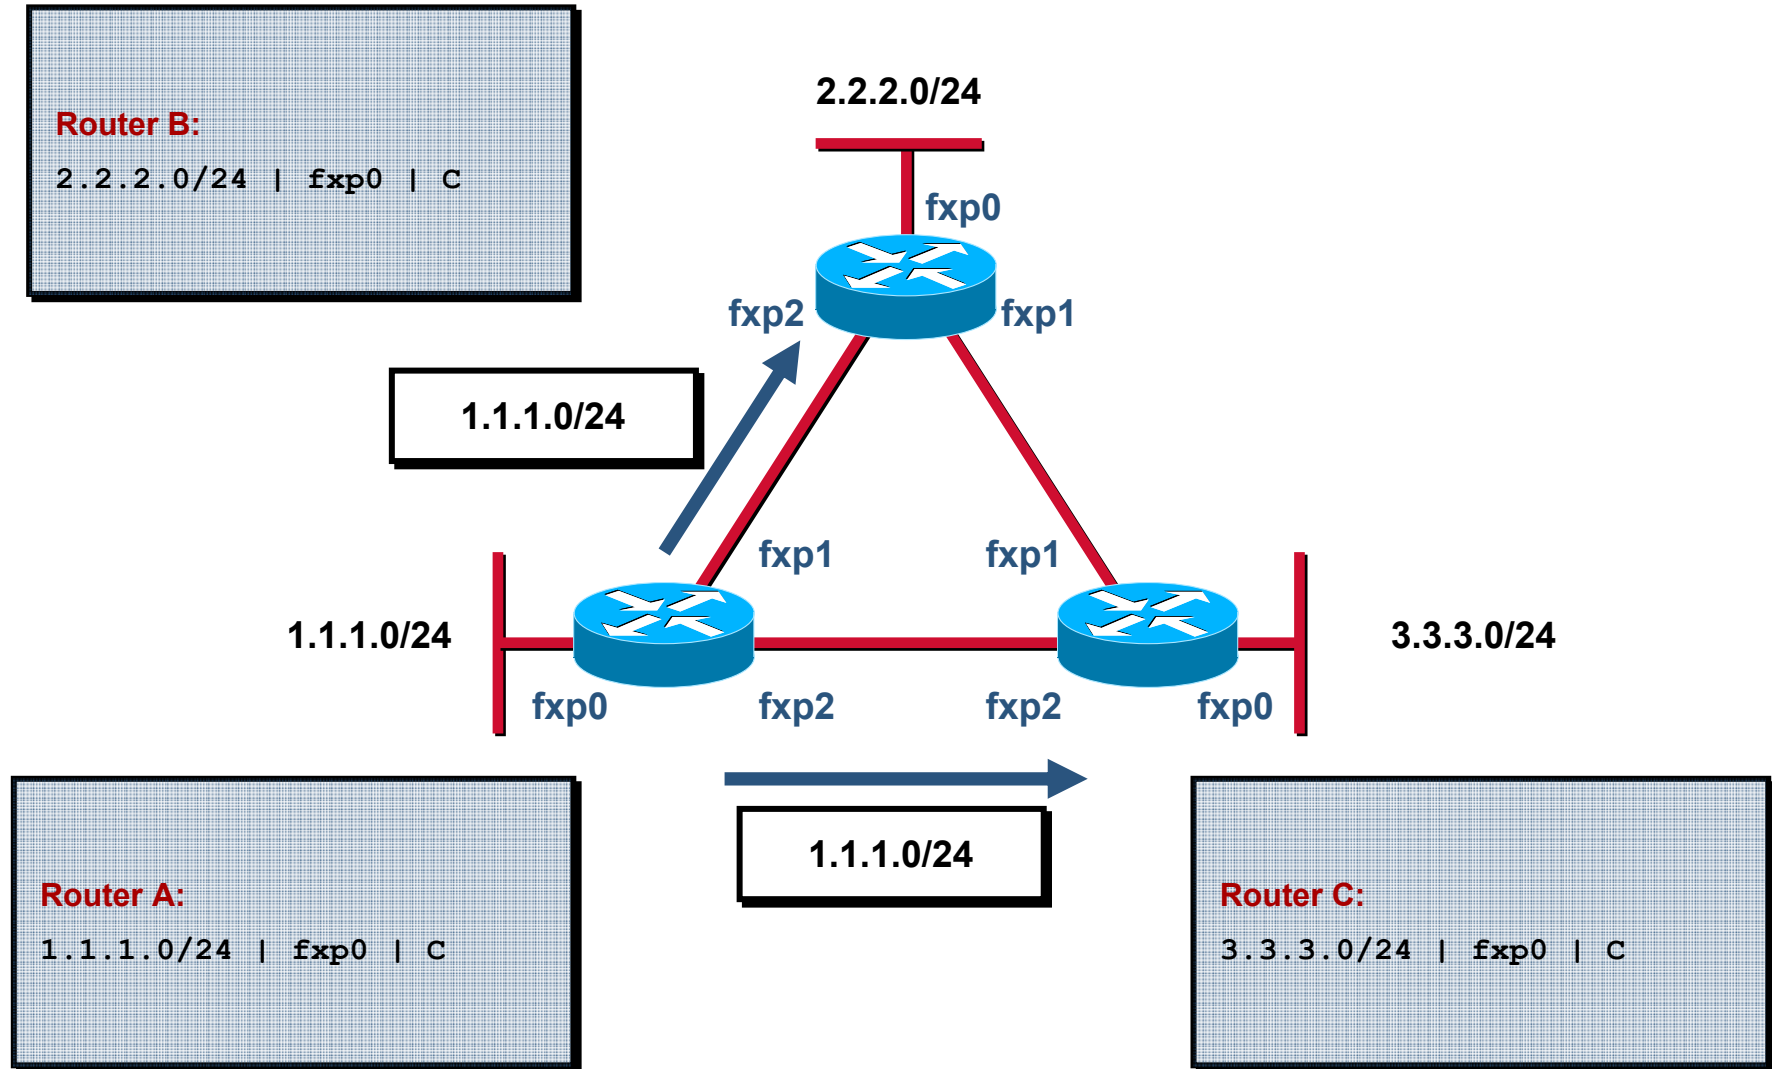 Router B:
2.2.2.0/24 | fxp0 | C
2.2.2.0/24
fxp0
fxp2
fxp1
1.1.1.0/24
fxp1
fxp1
1.1.1.0/24
3.3.3.0/24
fxp0
fxp2
fxp2
fxp0
1.1.1.0/24
Router A:
1.1.1.0/24 | fxp0 | C
Router C:
3.3.3.0/24 | fxp0 | C